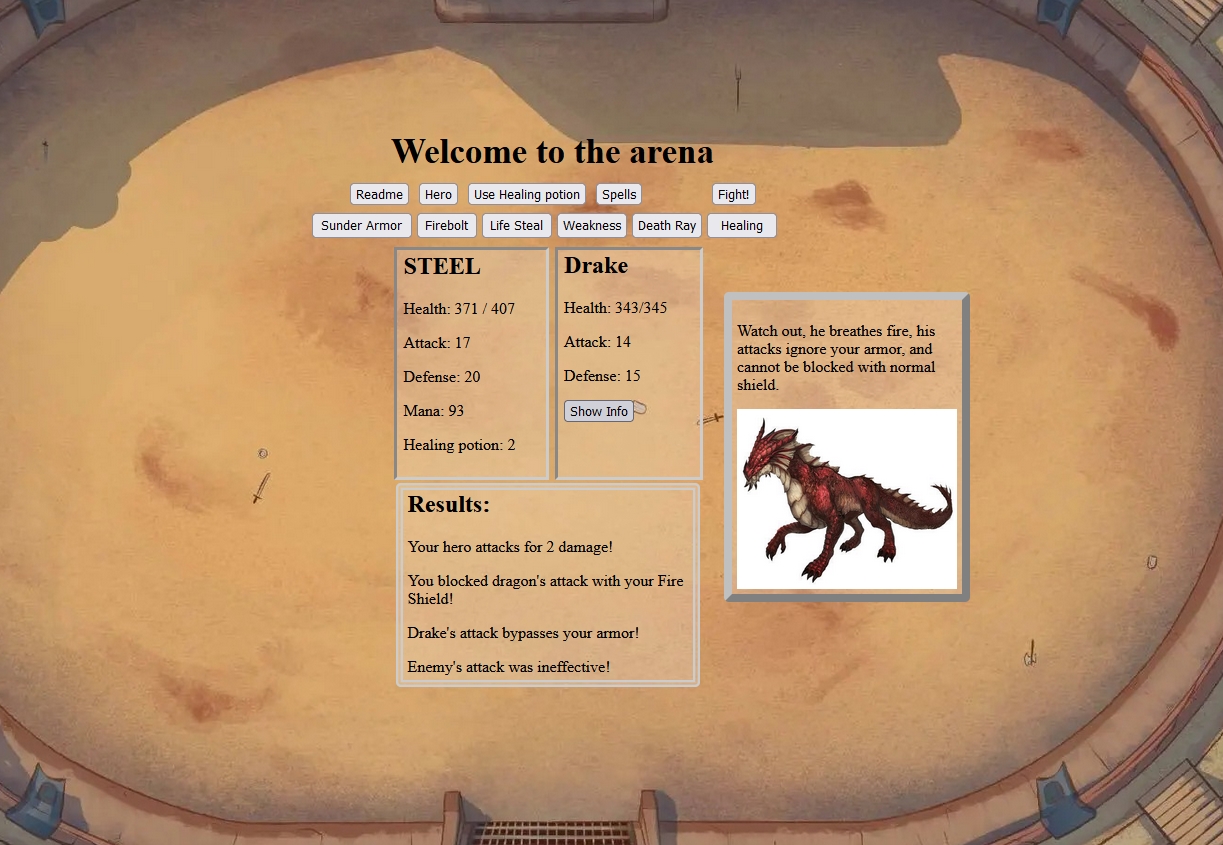 Welcome to the arena
Readme Hero Use Healing potion Spells Fight!
Sunder Armor Firebolt Life Steal Weakness Death Ray Healing
STEEL
Health: 371 / 407
Attack: 17
Defense: 20
Mana: 93
Healing potion: 2
Drake
Health: 343/345
Attack: 14
Defense: 15
Show Info
Watch out, he breathes fire, his
attacks ignore your armor, and
cannot be blocked with normal
shield.
Results:
Your hero attacks for 2 damage!
You blocked dragon's attack with your Fire
Shield!
Drake's attack bypasses your armor!
Enemy's attack was ineffective!